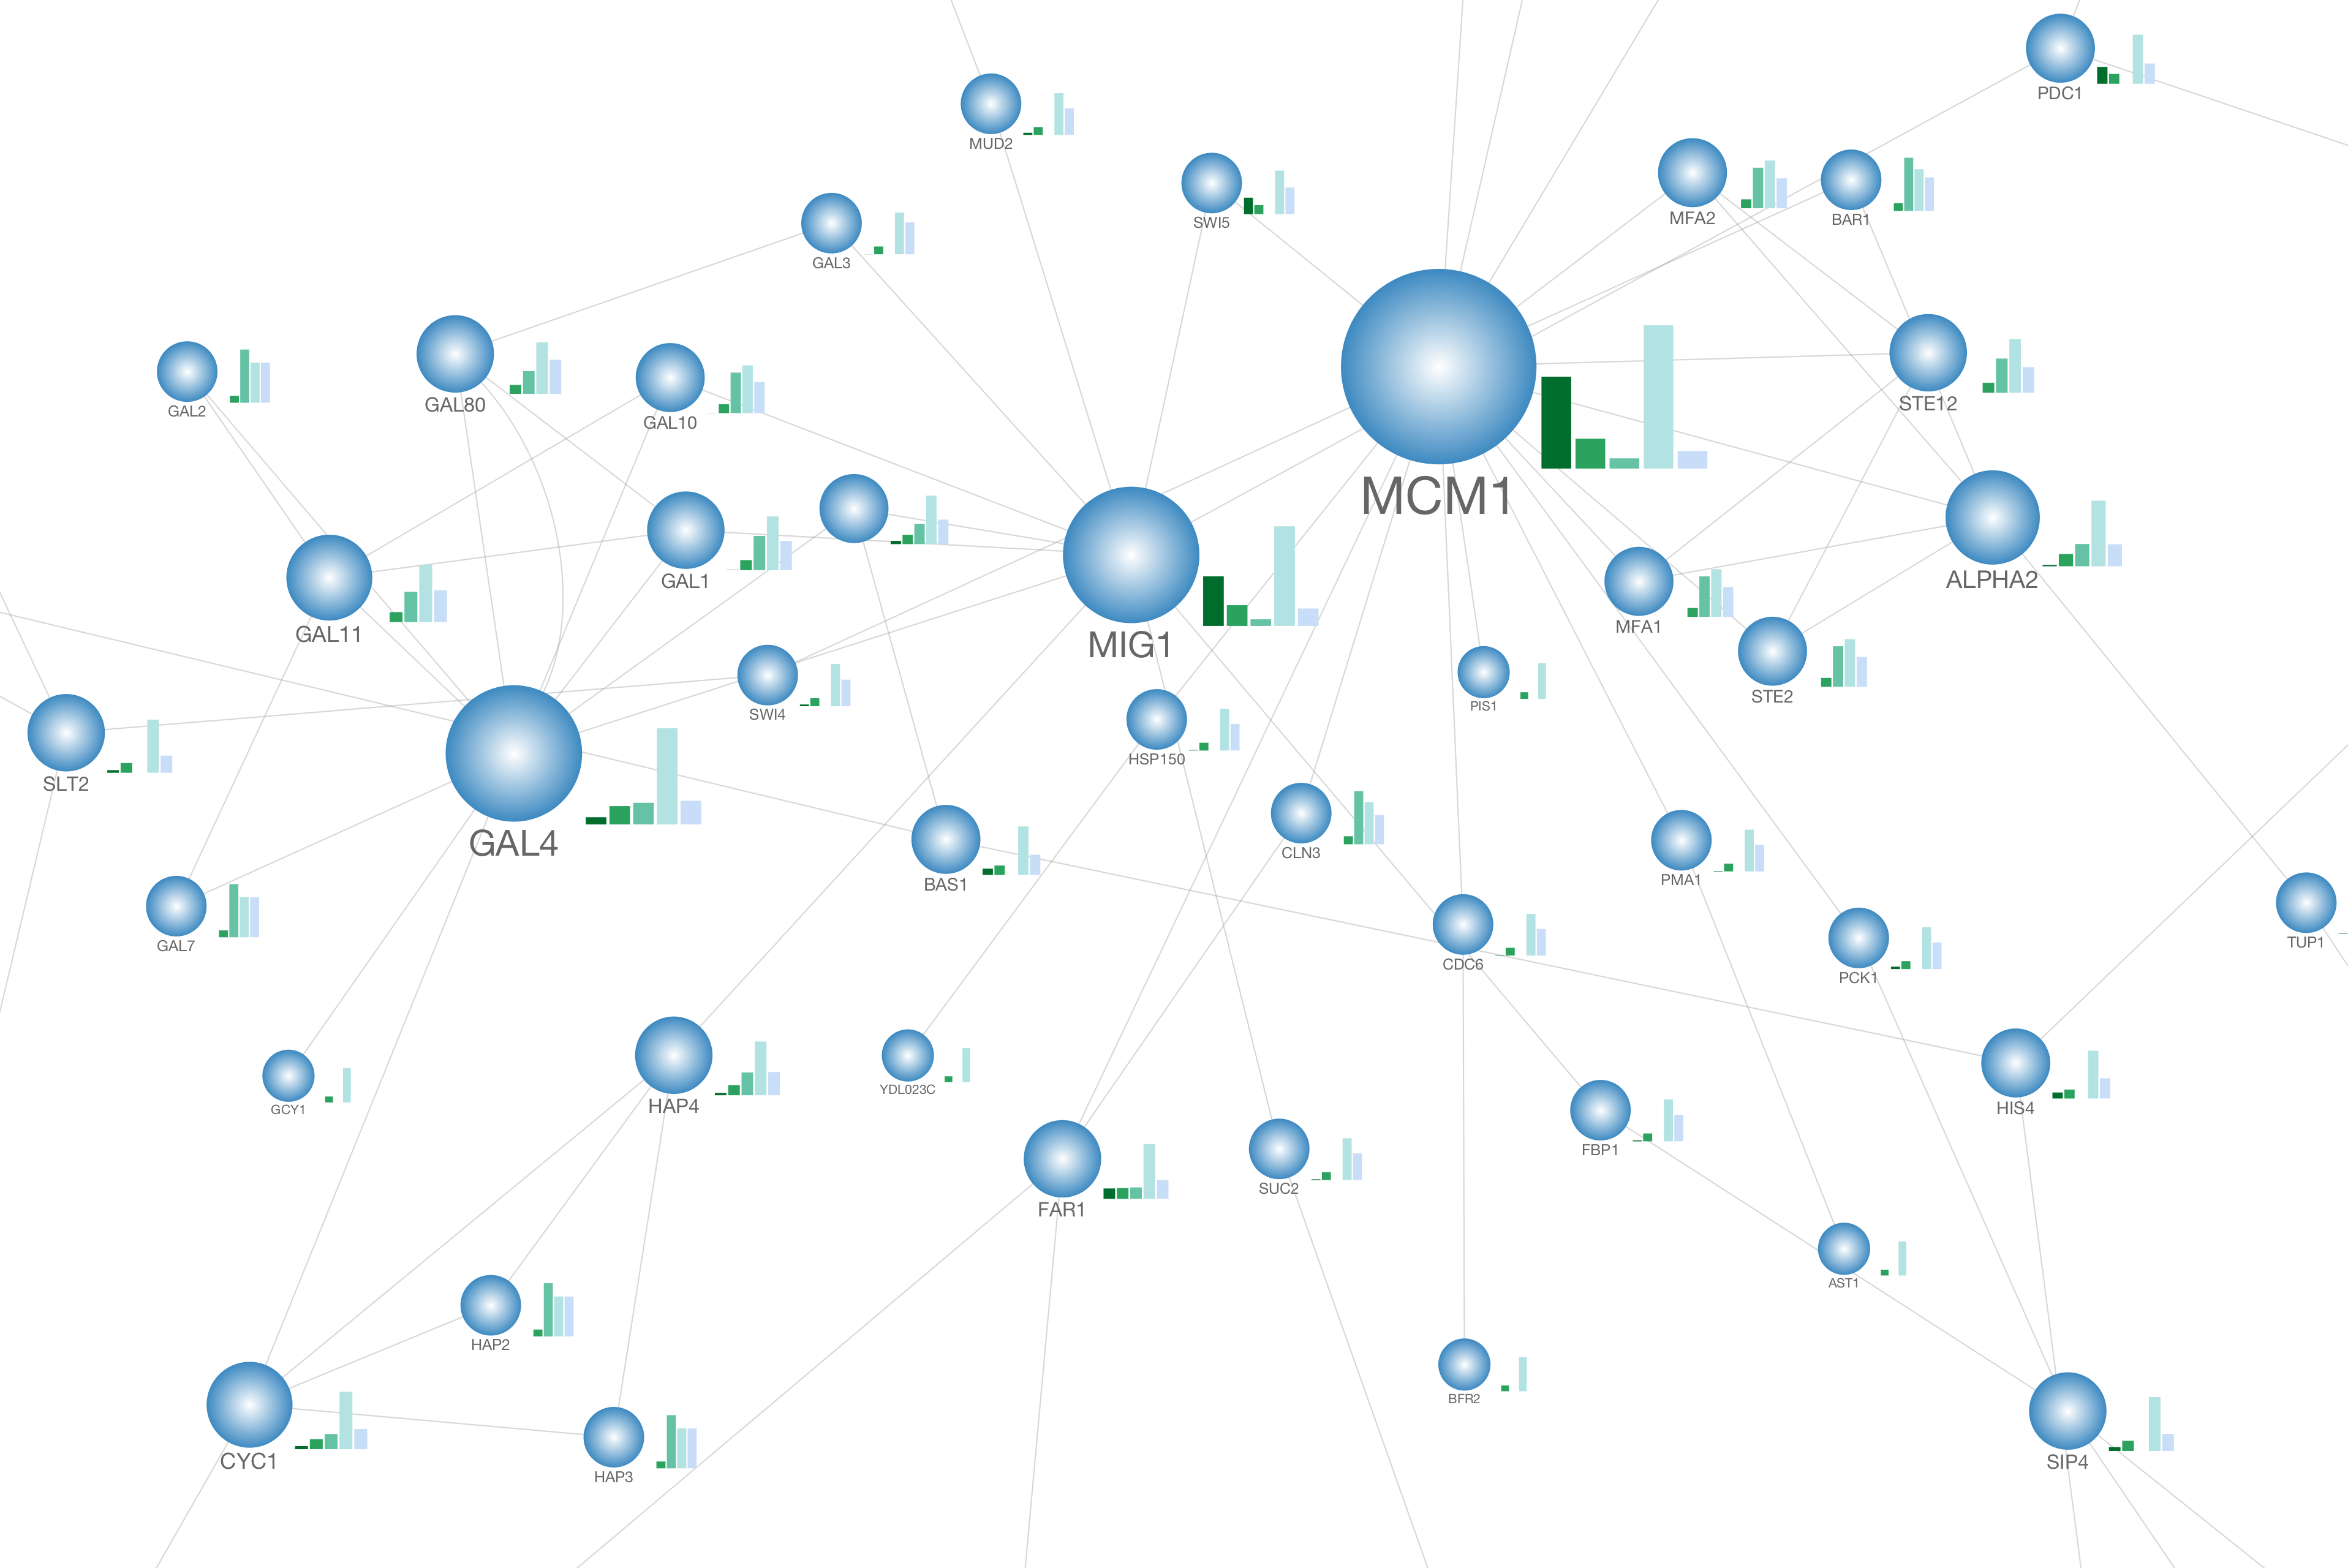 PDC1
MUD2
MFA2
BAR1
SWI5
GAL3
GAL2
GAL80
GAL10
STE12
MCM1
GAL1
ALPHA2
GAL11
MIG1
MFA1
STE2
PIS1
SWI4
HSP150
SLT2
GAL4
CLN3
PMA1
BAS1
GAL7
TUP1
CDC6
PCK1
YDL023C
GCY1
HAP4
HIS4
FBP1
SUC2
FAR1
AST1
HAP2
BFR2
CYC1
SIP4
HAP3